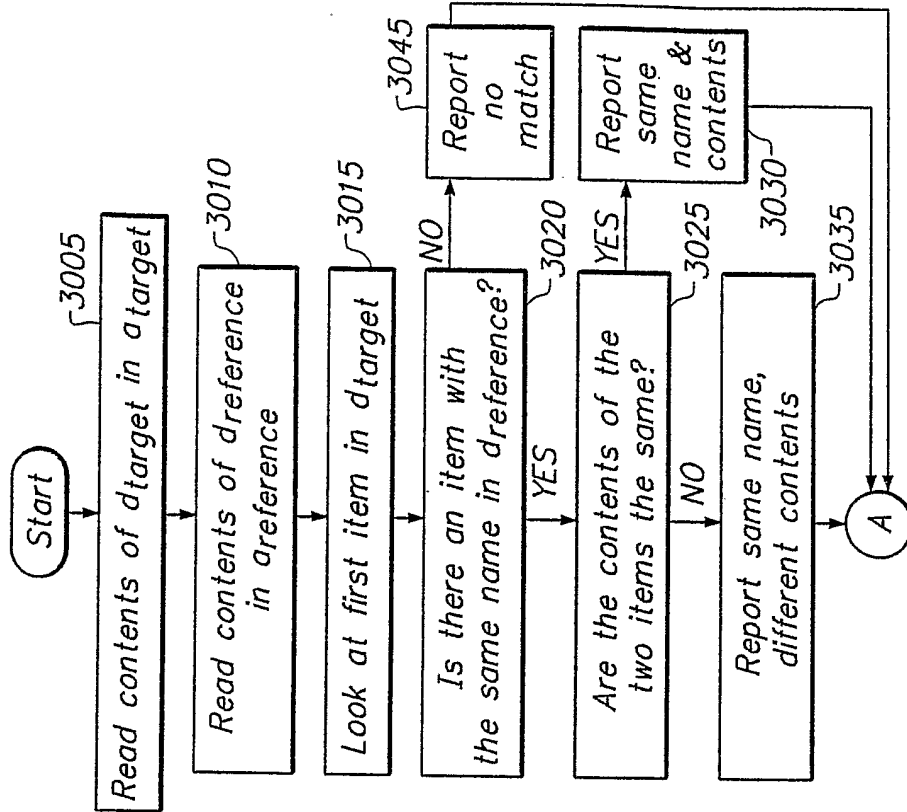 Start
3005
Read contents of dtarget in atarget
3010
Read contents of dreference
in areference
3015
Look at first item in dtarget
3020
Is there an item with
the same name in dreference?
NO
3045
Report
no
match
YES
3025
Are the contents of the
two items the same?
YES
Report
same
name &
contents
3030
NO
3035
Report same name,
different contents
A